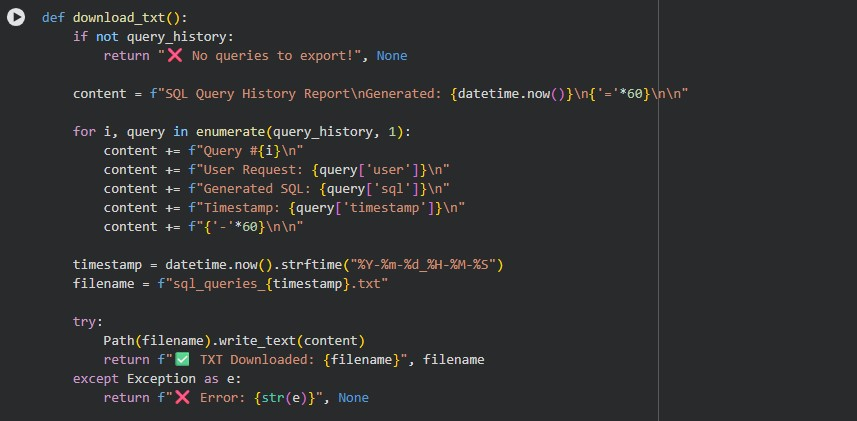 def download_txt():
    if not query_history:
        return "❌ No queries to export!", None

    content = f"SQL Query History Report\nGenerated: {datetime.now()}\n{'='*60}\n\n"

    for i, query in enumerate(query_history, 1):
        content += f"Query #{i}\n"
        content += f"User Request: {query['user']}\n"
        content += f"Generated SQL: {query['sql']}\n"
        content += f"Timestamp: {query['timestamp']}\n"
        content += f"{'-'*60}\n\n"

    timestamp = datetime.now().strftime("%Y-%m-%d_%H-%M-%S")
    filename = f"sql_queries_{timestamp}.txt"

    try:
        Path(filename).write_text(content)
        return f"✅ TXT Downloaded: {filename}", filename
    except Exception as e:
        return f"❌ Error: {str(e)}", None